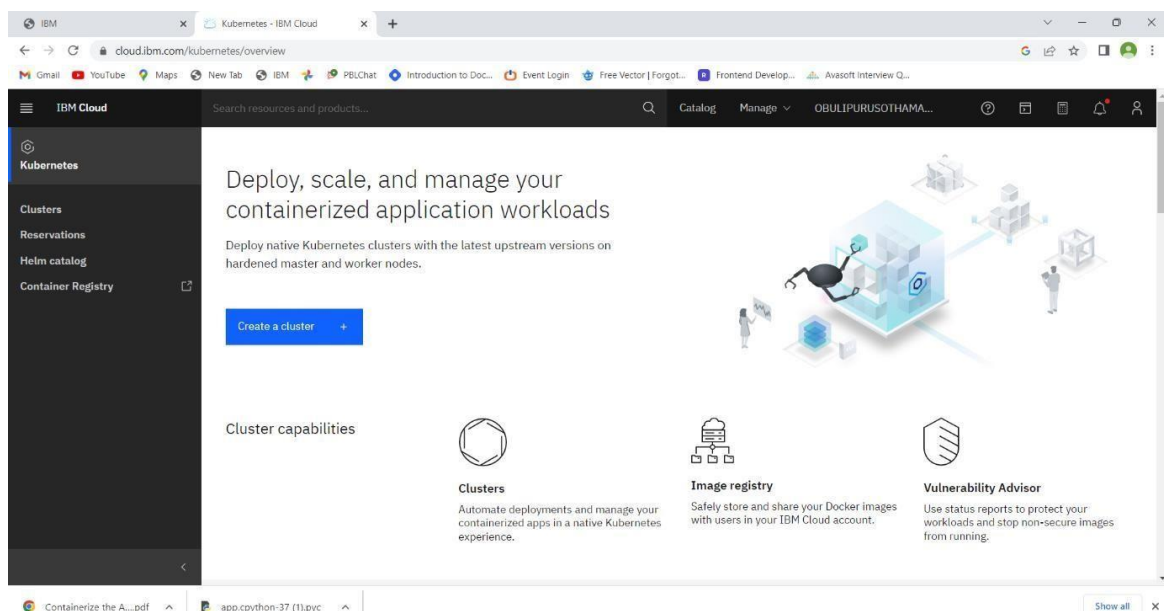 IBM
Kubernetes - IBM Cloud
cloud.ibm.com/kubernetes/overview
Gmail YouTube Maps New Tab IBM PBLChat Introduction to Doc... Event Login Free Vector | Forgot... Frontend Develop... Avasoft Interview Q...
IBM Cloud Search resources and products... Catalog Manage OBULIPURUSOTHAMA...
Kubernetes
Clusters
Reservations
Helm catalog
Container Registry
Deploy, scale, and manage your
containerized application workloads
Deploy native Kubernetes clusters with the latest upstream versions on
hardened master and worker nodes.
Create a cluster +
Cluster capabilities
Clusters
Automate deployments and manage your
containerized apps in a native Kubernetes
experience.
Image registry
Safely store and share your Docker images
with users in your IBM Cloud account.
Vulnerability Advisor
Use status reports to protect your
workloads and stop non-secure images
from running.
Containerize the A....pdf app.cpython-37 (1).pyc Show all